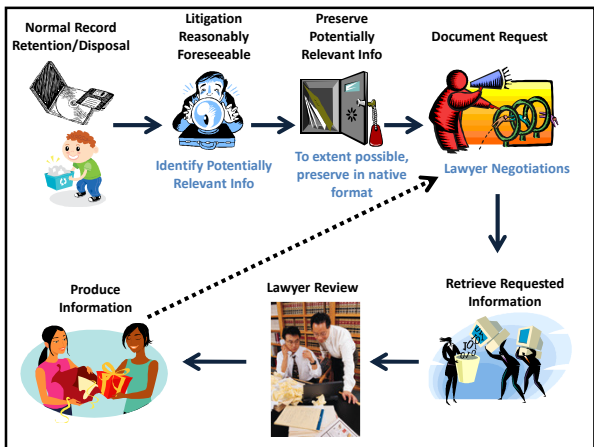 Normal Record
Retention/Disposal
Litigation
Reasonably
Foreseeable
Preserve
Potentially
Relevant Info
Document Request
Identify Potentially
Relevant Info
To extent possible,
preserve in native
format
Lawyer Negotiations
Produce
Information
Lawyer Review
Retrieve Requested
Information